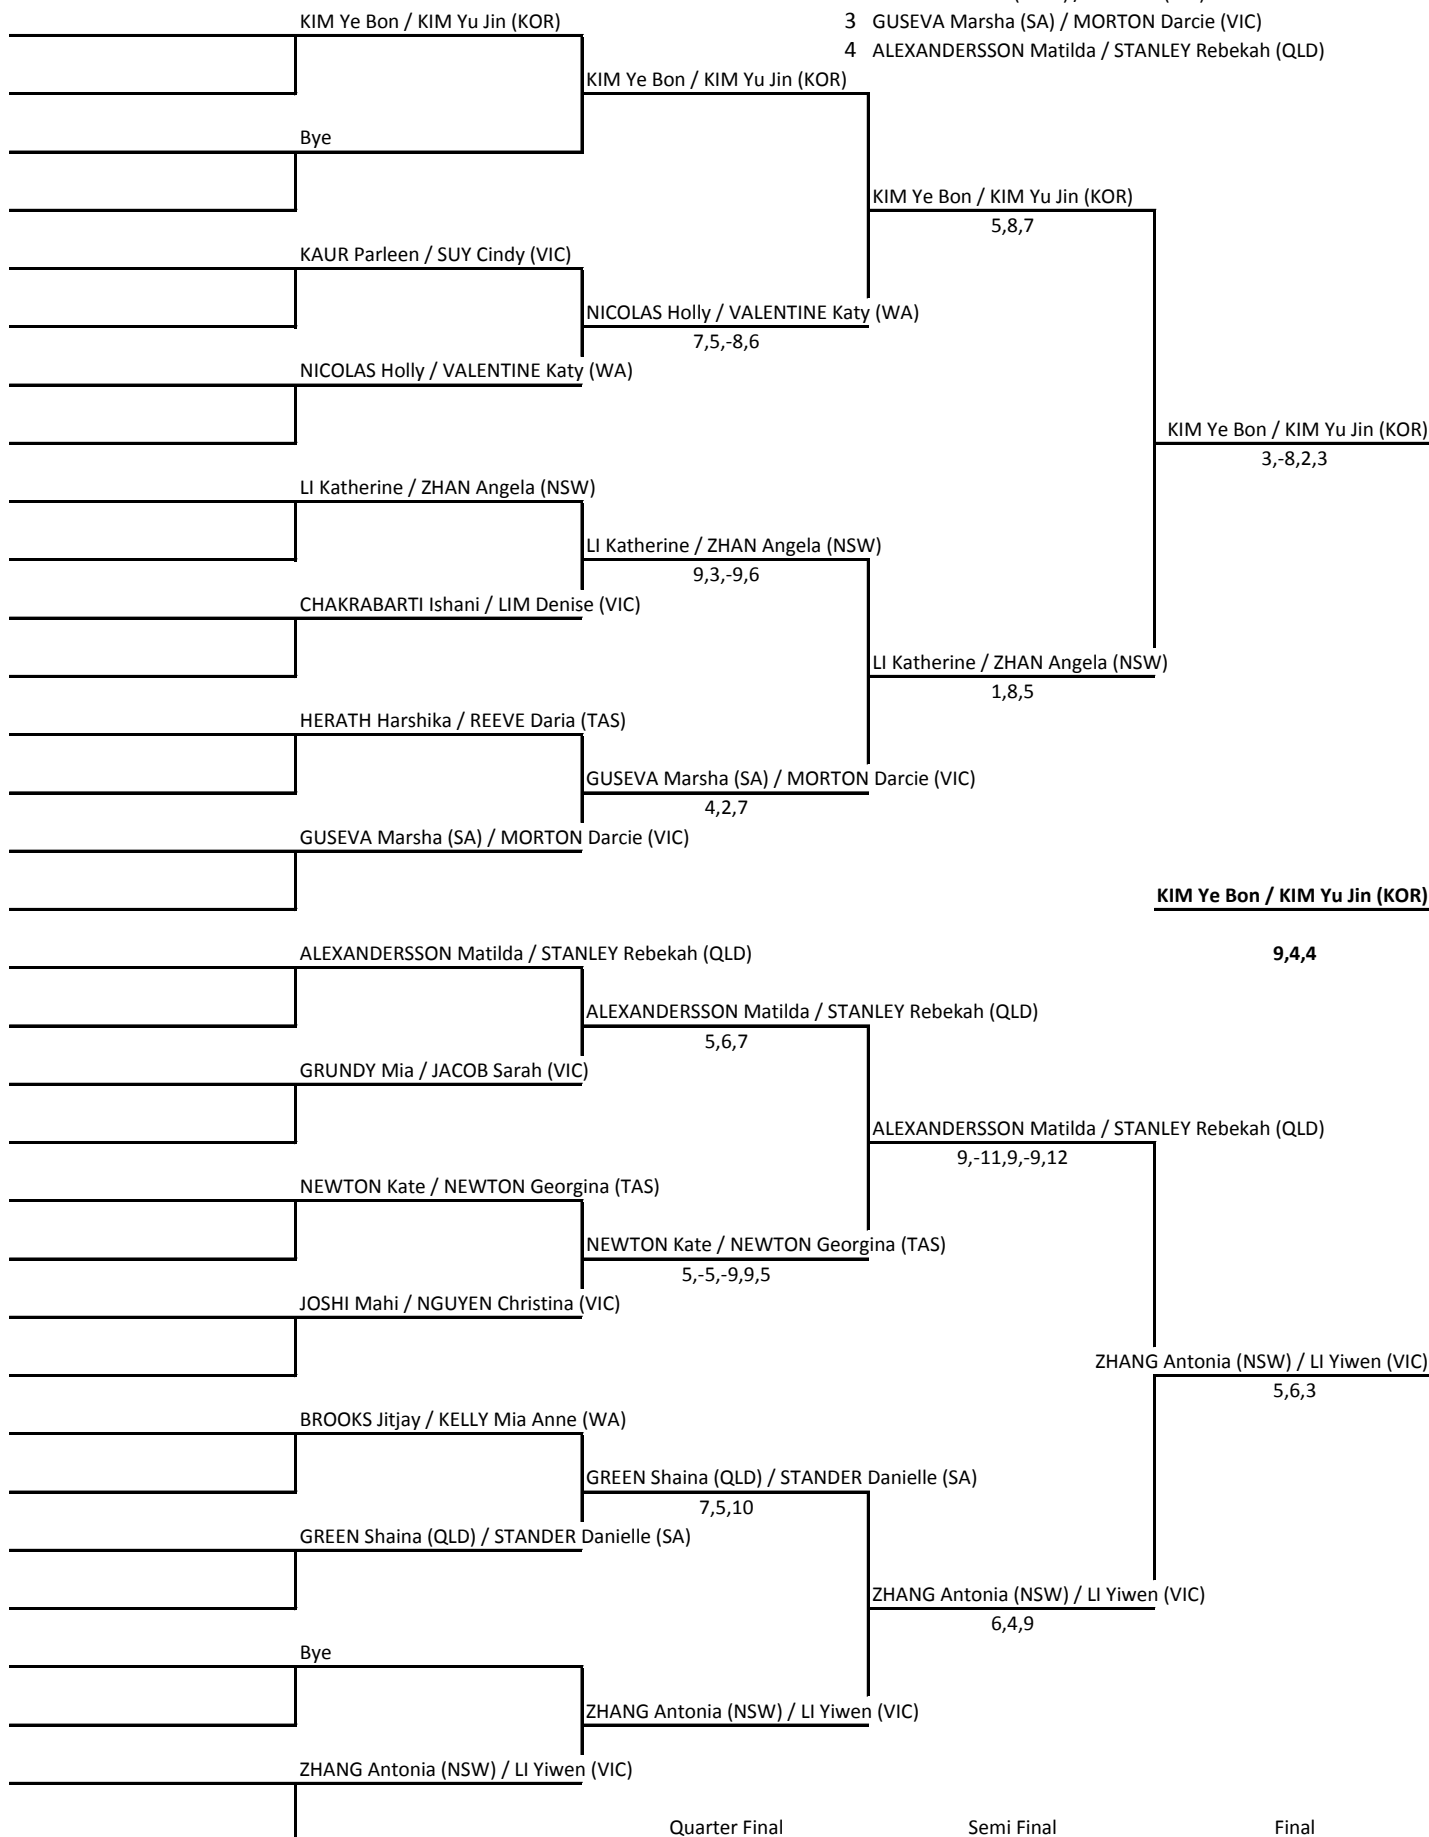 KIM Ye Bon / KIM Yu Jin (KOR)
3 GUSEVA Marsha (SA) / MORTON Darcie (VIC)
4 ALEXANDERSSON Matilda / STANLEY Rebekah (QLD)
KIM Ye Bon / KIM Yu Jin (KOR)
Bye
KIM Ye Bon / KIM Yu Jin (KOR)
5,8,7
KAUR Parleen / SUY Cindy (VIC)
NICOLAS Holly / VALENTINE Katy (WA)
7,5,-8,6
NICOLAS Holly / VALENTINE Katy (WA)
KIM Ye Bon / KIM Yu Jin (KOR)
3,-8,2,3
LI Katherine / ZHAN Angela (NSW)
LI Katherine / ZHAN Angela (NSW)
9,3,-9,6
CHAKRABARTI Ishani / LIM Denise (VIC)
LI Katherine / ZHAN Angela (NSW)
1,8,5
HERATH Harshika / REEVE Daria (TAS)
GUSEVA Marsha (SA) / MORTON Darcie (VIC)
4,2,7
GUSEVA Marsha (SA) / MORTON Darcie (VIC)
KIM Ye Bon / KIM Yu Jin (KOR)
ALEXANDERSSON Matilda / STANLEY Rebekah (QLD)
9,4,4
ALEXANDERSSON Matilda / STANLEY Rebekah (QLD)
5,6,7
GRUNDY Mia / JACOB Sarah (VIC)
ALEXANDERSSON Matilda / STANLEY Rebekah (QLD)
9,-11,9,-9,12
NEWTON Kate / NEWTON Georgina (TAS)
NEWTON Kate / NEWTON Georgina (TAS)
5,-5,-9,9,5
JOSHI Mahi / NGUYEN Christina (VIC)
ZHANG Antonia (NSW) / LI Yiwen (VIC)
5,6,3
BROOKS Jitjay / KELLY Mia Anne (WA)
GREEN Shaina (QLD) / STANDER Danielle (SA)
7,5,10
GREEN Shaina (QLD) / STANDER Danielle (SA)
ZHANG Antonia (NSW) / LI Yiwen (VIC)
6,4,9
Bye
ZHANG Antonia (NSW) / LI Yiwen (VIC)
ZHANG Antonia (NSW) / LI Yiwen (VIC)
Quarter Final Semi Final Final